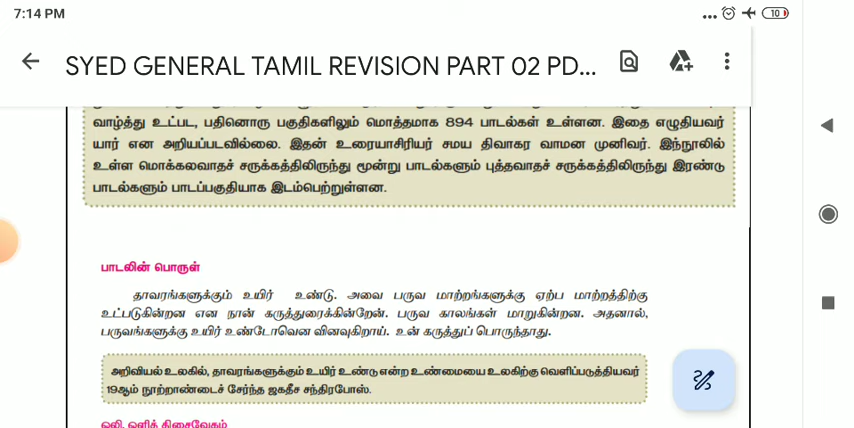 7:14 PM
10
SYED GENERAL TAMIL REVISION PART 02 PD...
வாழ்த்து உட்பட, பதினொரு பகுதிகளிலும் மொத்தமாக 894 பாடல்கள் உள்ளன. இதை எழுதியவர்
யார் என அறியப்படவில்லை. இதன் உரையாசிரியர் சமய திவாகர வாமன முனிவர். இந்நூலில்
உள்ள மொக்கலவாதச் சருக்கத்திலிருந்து மூன்று பாடல்களும் புத்தவாதச் சருக்கத்திலிருந்து இரண்டு
பாடல்களும் பாடப்பகுதியாக இடம்பெற்றுள்ளன.
பாடலின் பொருள்
தாவரங்களுக்கும் உயிர் உண்டு. அவை பருவ மாற்றங்களுக்கு ஏற்ப மாற்றத்திற்கு
உட்படுகின்றன என நான் கருத்துரைக்கின்றேன். பருவ காலங்கள் மாறுகின்றன. அதனால்,
பருவங்களுக்கு உயிர் உண்டோவென வினவுகிறாய். உன் கருத்துப் பொருந்தாது.
அறிவியல் உலகில், தாவரங்களுக்கும் உயிர் உண்டு என்ற உண்மையை உலகிற்கு வெளிப்படுத்தியவர்
19ஆம் நூற்றாண்டைச் சேர்ந்த ஜகதீச சந்திரபோஸ்.
ஒலி, ஒளித் திசைவேகம்